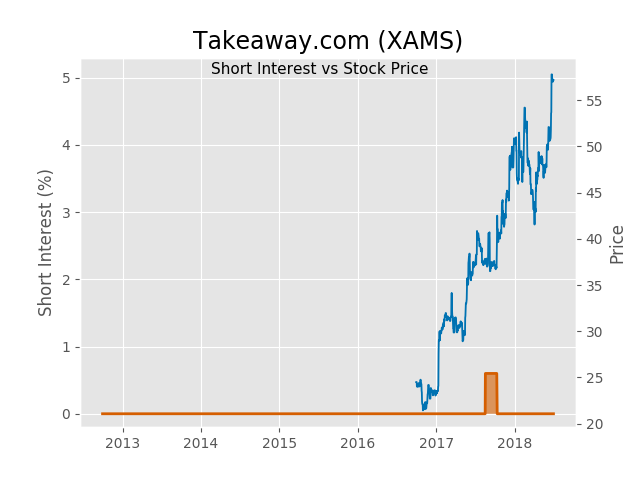 Takeaway.com (XAMS)
Short Interest vs Stock Price
Short Interest (%)
5
4
3
2
1
0
55
50
45
40
35
30
25
20
Price
2013 2014 2015 2016 2017 2018